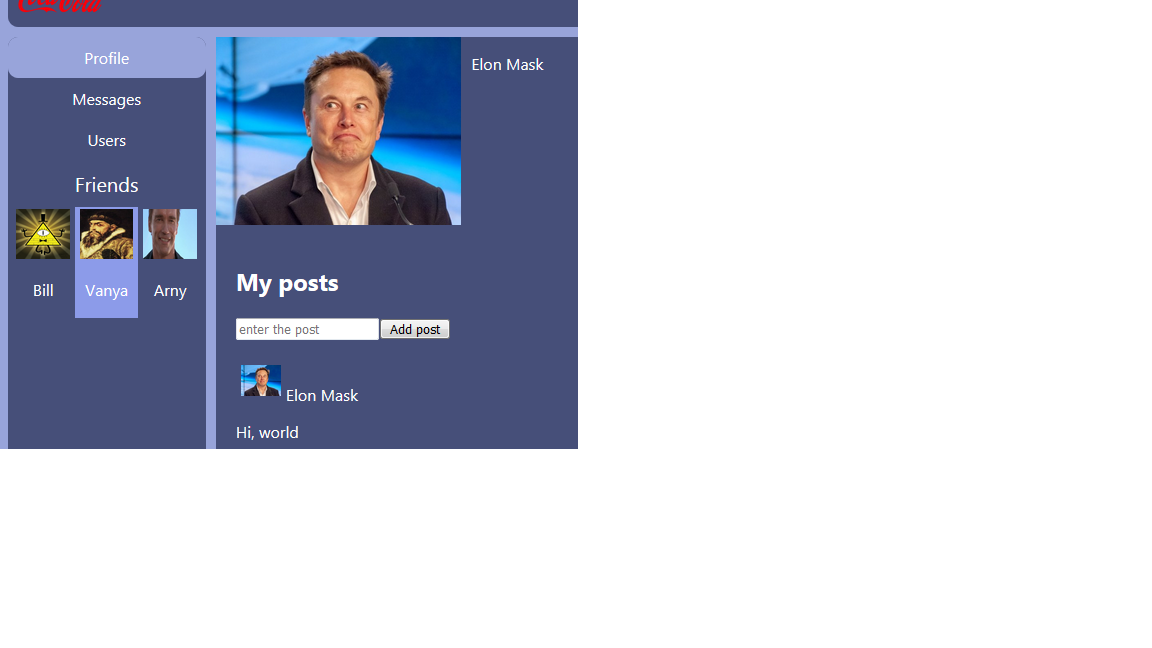 Profile
Elon Mask
Messages
Users
Friends
Bill
Vanya
Arny
My posts
enter the post
Add post
Elon Mask
Hi, world